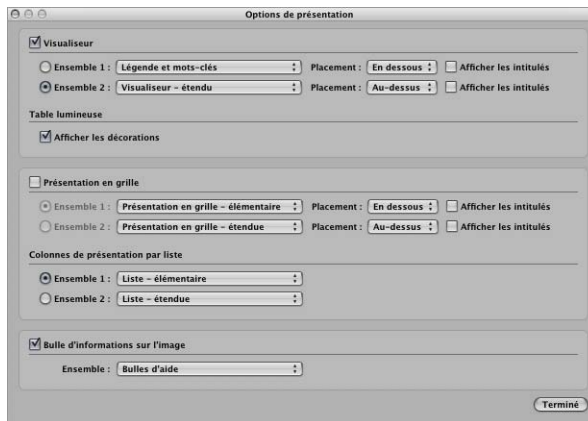 Options de présentation
Visualiseur
Ensemble 1 : Légende et mots-clés Placement : En dessous Afficher les intitulés
Ensemble 2 : Visualiseur – étendu Placement : Au-dessus Afficher les intitulés
Table lumineuse
Afficher les décorations
Présentation en grille
Ensemble 1 : Présentation en grille – élémentaire Placement : En dessous Afficher les intitulés
Ensemble 2 : Présentation en grille – étendue Placement : Au-dessus Afficher les intitulés
Colonnes de présentation par liste
Ensemble 1 : Liste – élémentaire
Ensemble 2 : Liste – étendue
Bulle d'informations sur l'image
Ensemble : Bulles d'aide
Terminé